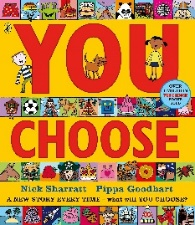 YOU
CHOOSE
Nick Sharratt Pippa Goodhart
A NEW STORY EVERY TIME ... what will YOU CHOOSE?